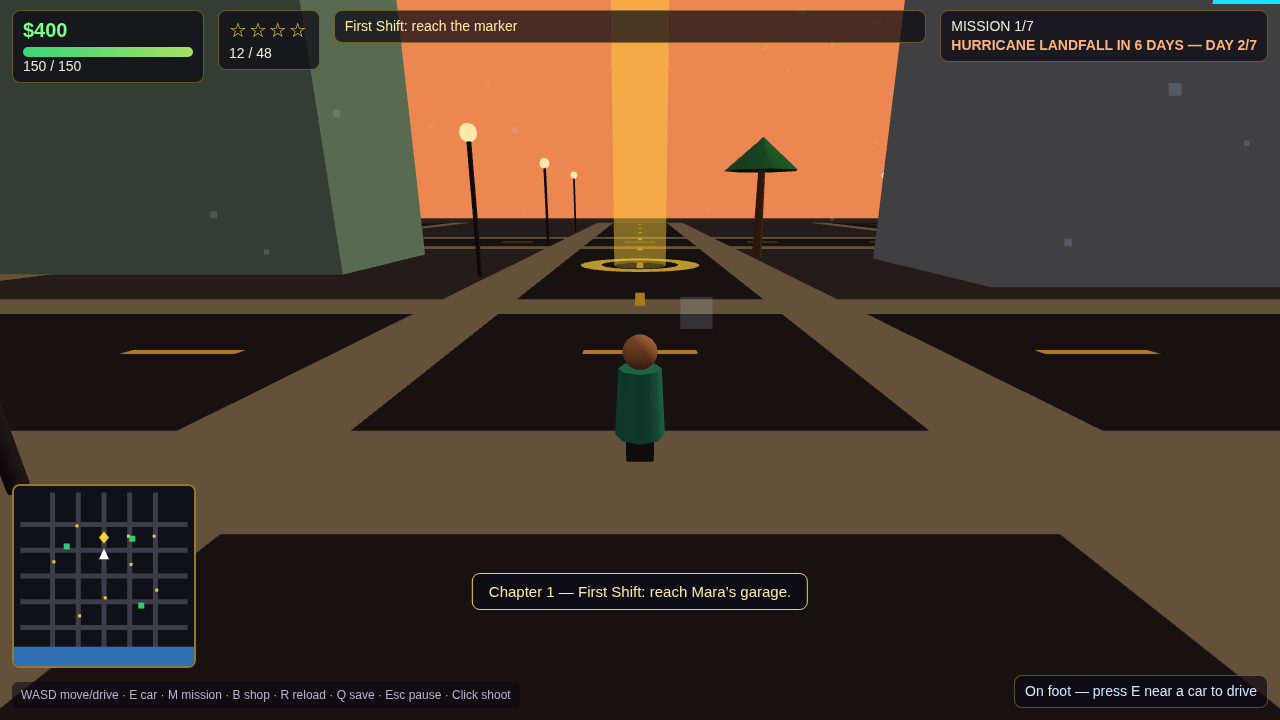 $400
150 / 150
☆☆☆☆
12 / 48
First Shift: reach the marker
MISSION 1/7
HURRICANE LANDFALL IN 6 DAYS — DAY 2/7
Chapter 1 — First Shift: reach Mara's garage.
WASD move/drive · E car · M mission · B shop · R reload · Q save · Esc pause · Click shoot
On foot — press E near a car to drive